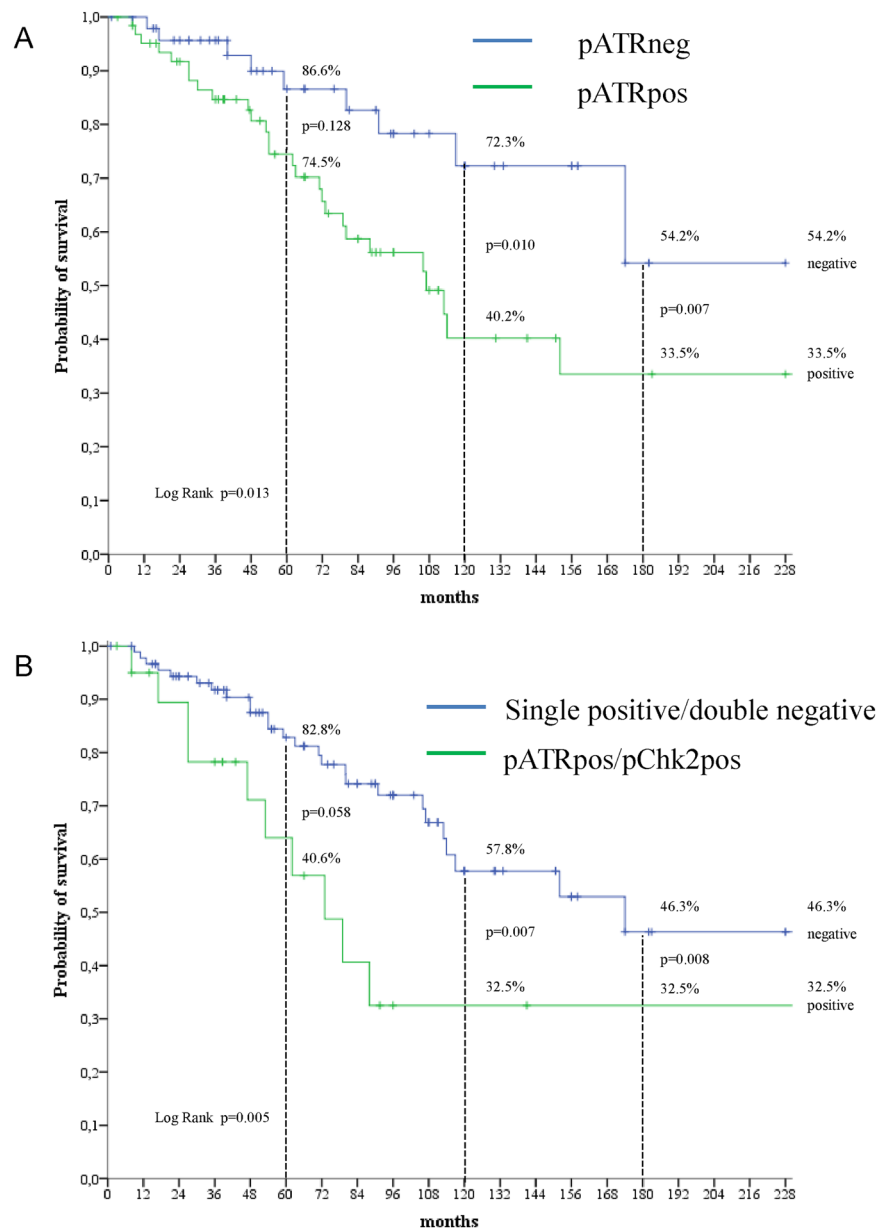 A
pATRneg
pATRpos
Probability of survival
1,0
0,9
0,8
0,7
0,6
0,5
0,4
0,3
0,2
0,1
0,0
86.6%
p=0.128
74.5%
72.3%
p=0.010
40.2%
54.2%
54.2%
negative
p=0.007
33.5%
33.5%
positive
Log Rank p=0.013
0 12 24 36 48 60 72 84 96 108 120 132 144 156 168 180 192 204 216 228
months
B
Single positive/double negative
pATRpos/pChk2pos
Probability of survival
1,0
0,9
0,8
0,7
0,6
0,5
0,4
0,3
0,2
0,1
0,0
82.8%
p=0.058
40.6%
57.8%
p=0.007
32.5%
46.3%
46.3%
negative
p=0.008
32.5%
32.5%
positive
Log Rank p=0.005
0 12 24 36 48 60 72 84 96 108 120 132 144 156 168 180 192 204 216 228
months